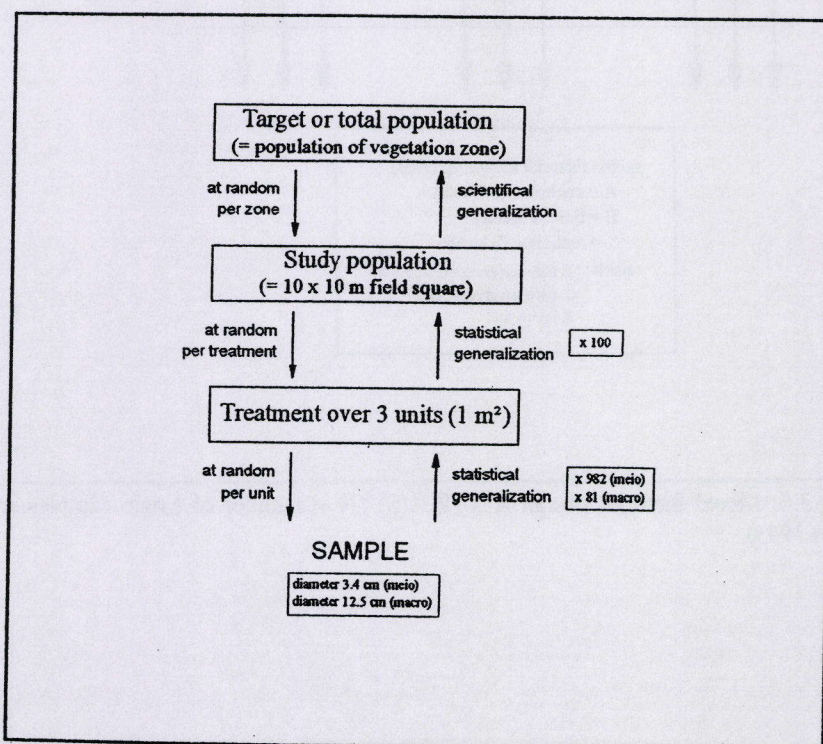 Target or total population
(= population of vegetation zone)
at random
per zone
scientifical
generalization
Study population
(= 10 x 10 m field square)
at random
per treatment
statistical
generalization
x 100
Treatment over 3 units (1 m²)
at random
per unit
statistical
generalization
x 982 (meio)
x 81 (macro)
SAMPLE
diameter 3.4 cm (meio)
diameter 12.5 cm (macro)